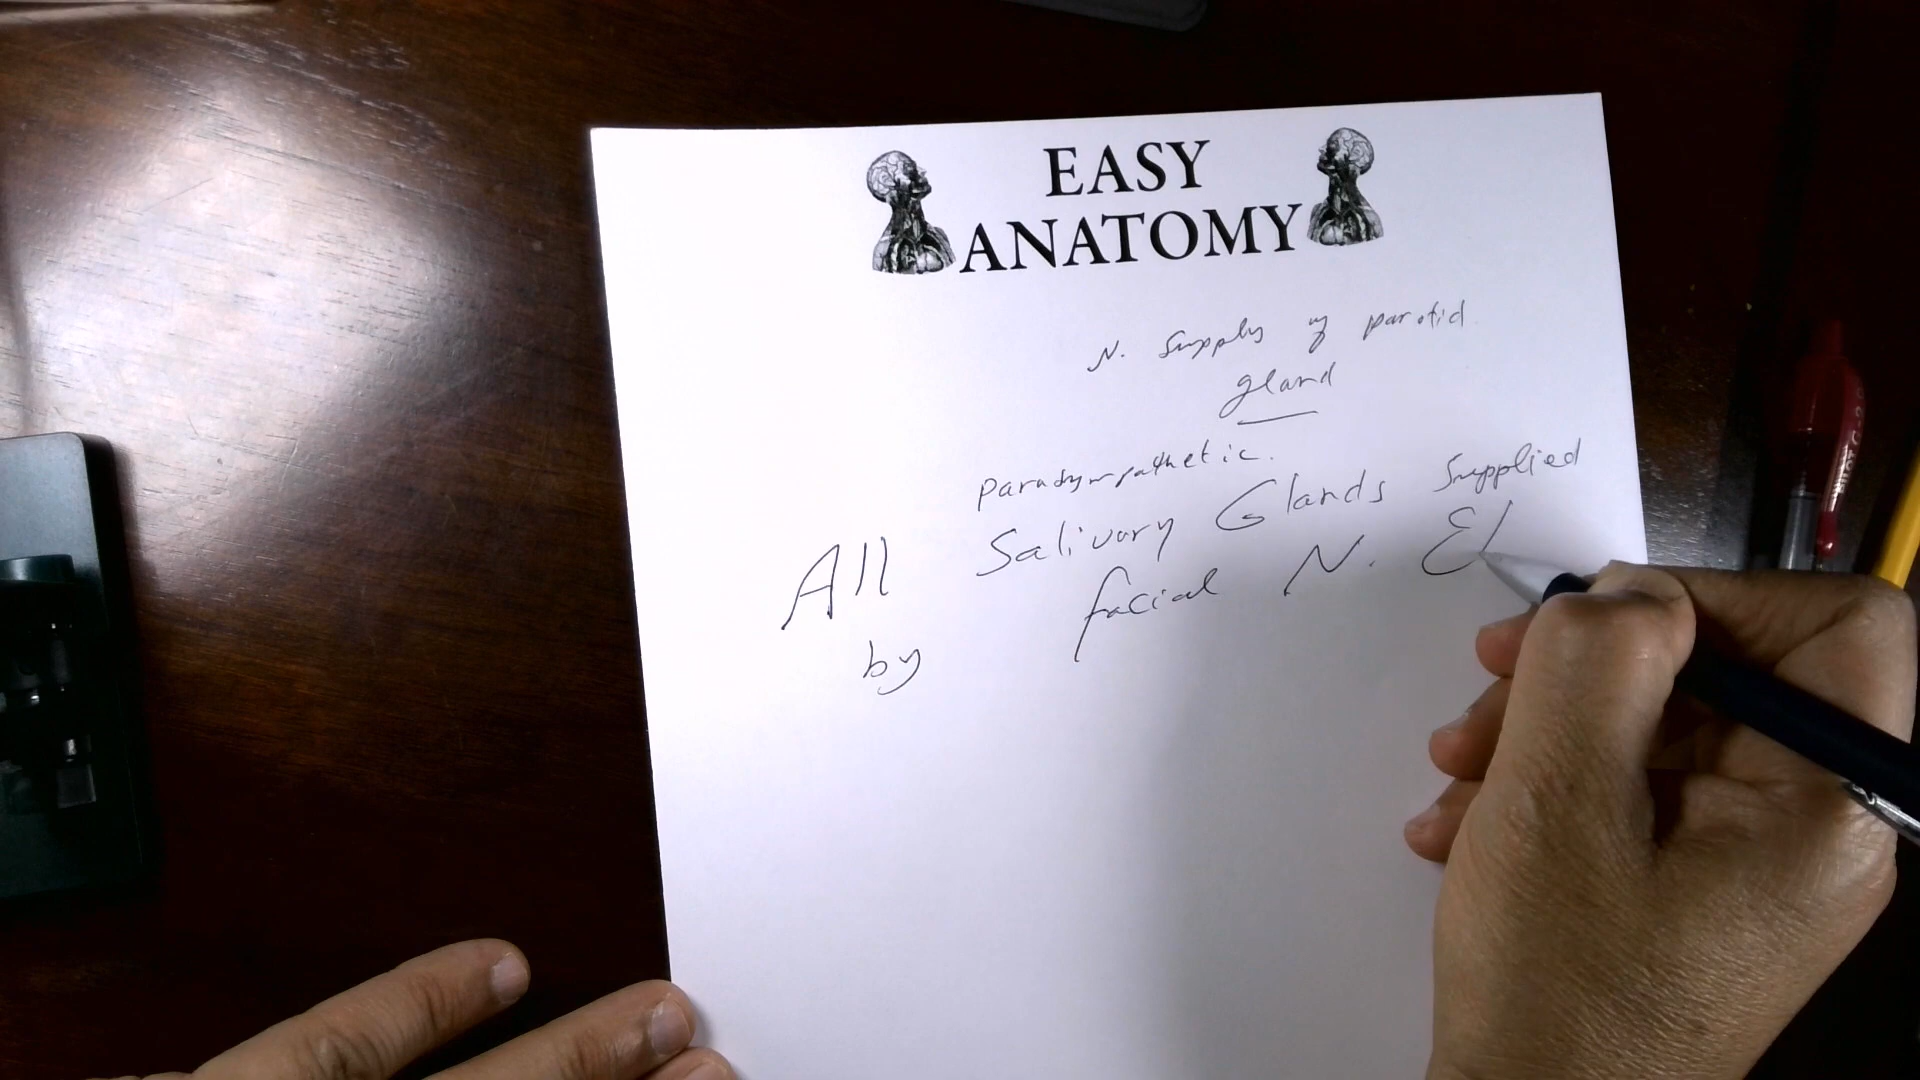 EASY
ANATOMY
N. Supply of parotid
gland
parasympathetic.
All Salivary Glands Supplied
by facial N. E